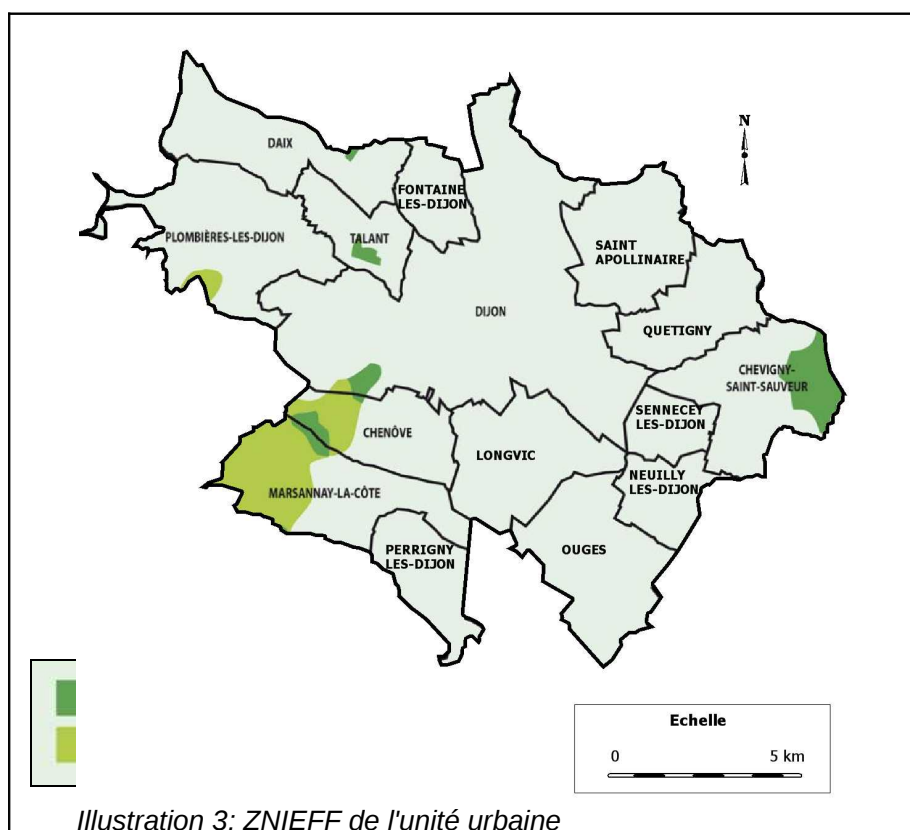 N
DAIX
FONTAINE
LES-DIJON
PLOMBIÈRES-LES-DIJON
TALANT
SAINT
APOLLINAIRE
DIJON
QUETIGNY
CHEVIGNY-
SAINT-SAUVEUR
SENNECEY
LES-DIJON
CHENÔVE
LONGVIC
NEUILLY
LES-DIJON
MARSANNAY-LA-CÔTE
PERRIGNY
LES-DIJON
OUGES
Echelle
0 5 km
Illustration 3: ZNIEFF de l'unité urbaine